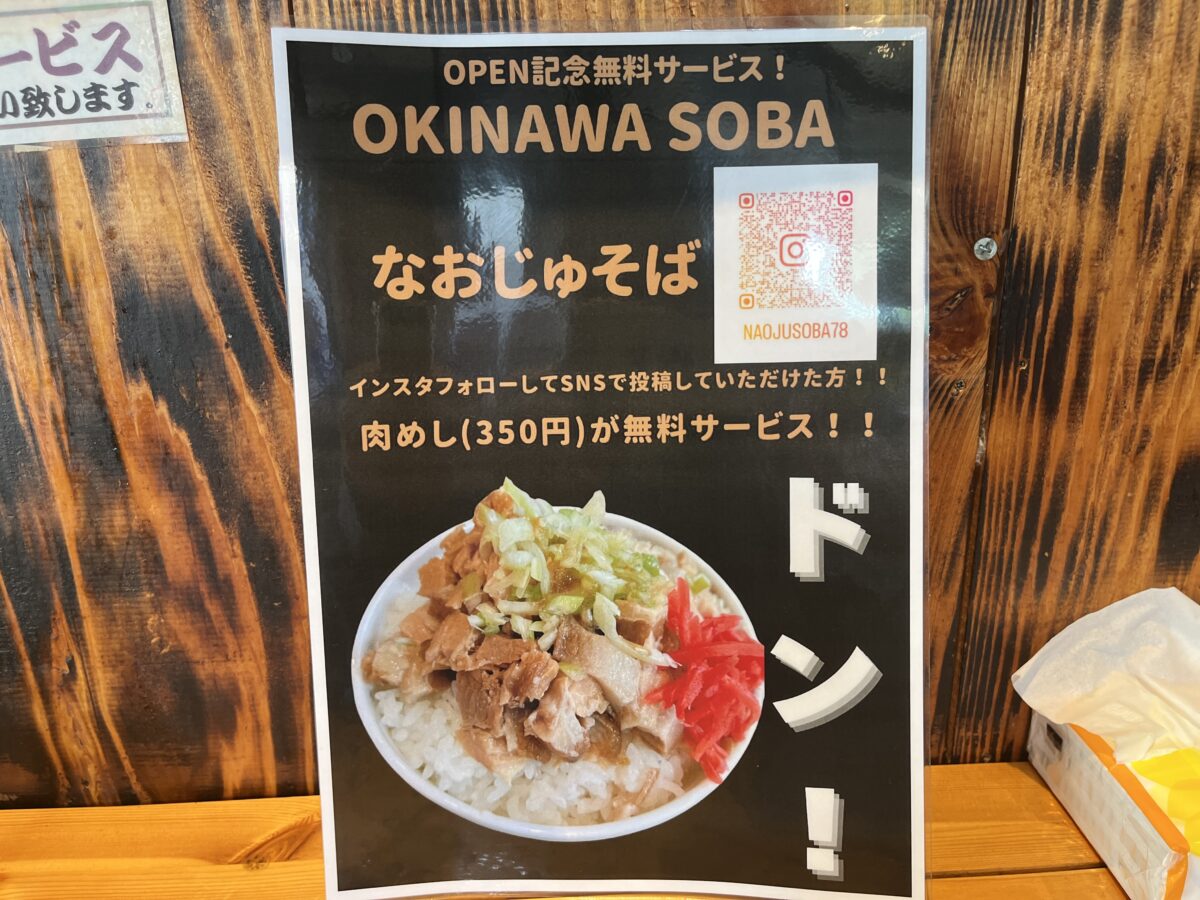 ービス
い致します。
OPEN記念無料サービス！
OKINAWA SOBA
なおじゅそば
NAOJUSOBA78
インスタフォローしてSNSで投稿していただけた方！！
肉めし(350円)が無料サービス！！
ドン！